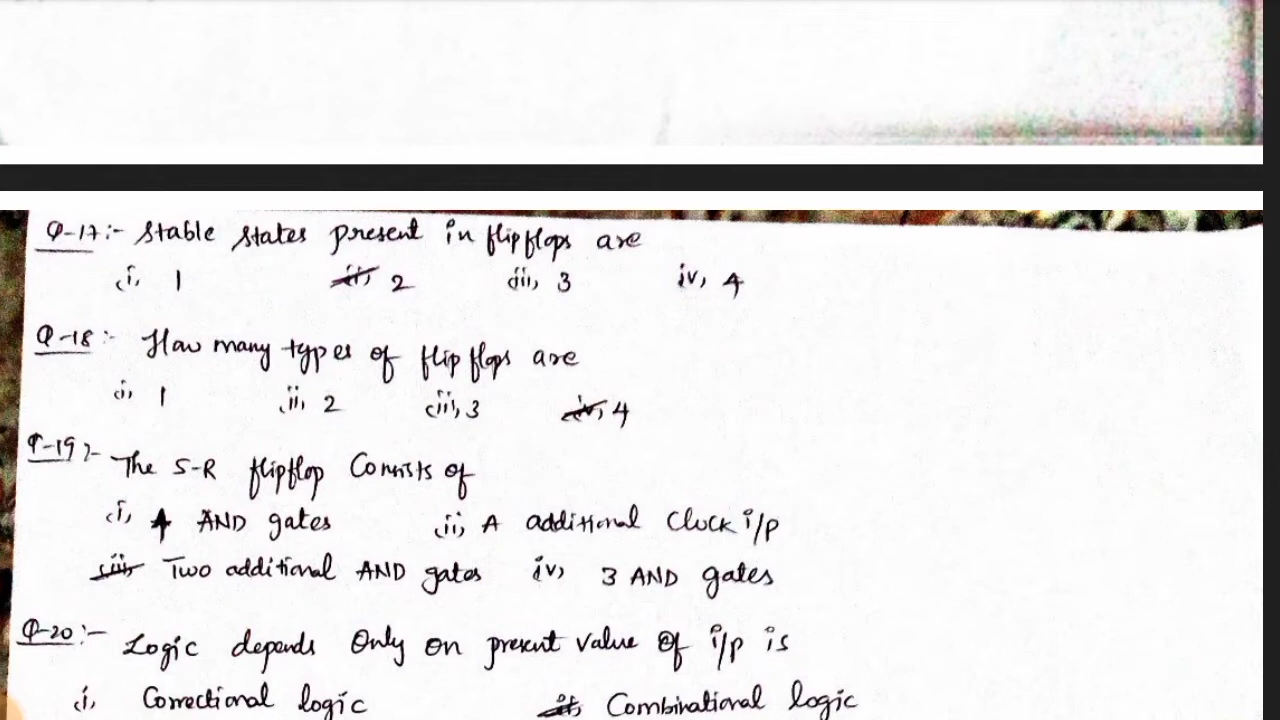 Q-17:- Stable states present in flipflops are
(i) 1 (ii) 2 (iii) 3 (iv) 4
Q-18:- How many types of flip flops are
(i) 1 (ii) 2 (iii) 3 (iv) 4
Q-19:- The S-R flipflop Consists of
(i) 4 AND gates (ii) A additional Clock i/p
(iii) Two additional AND gates (iv) 3 AND gates
Q-20:- Logic depends Only on present value of i/p is
(i) Correctional logic (ii) Combinational logic